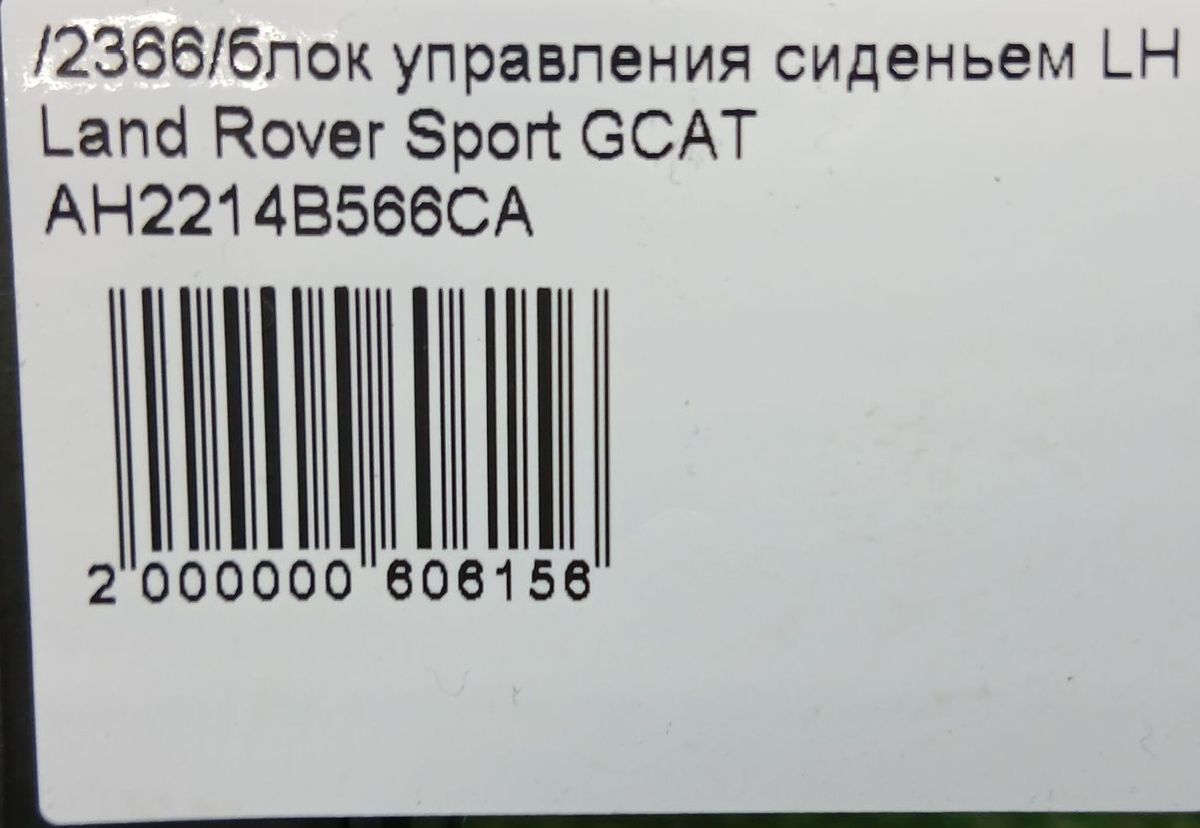 /2366/блок управления сиденьем LH
Land Rover Sport GCAT
AH2214B566CA
2 000000 606156